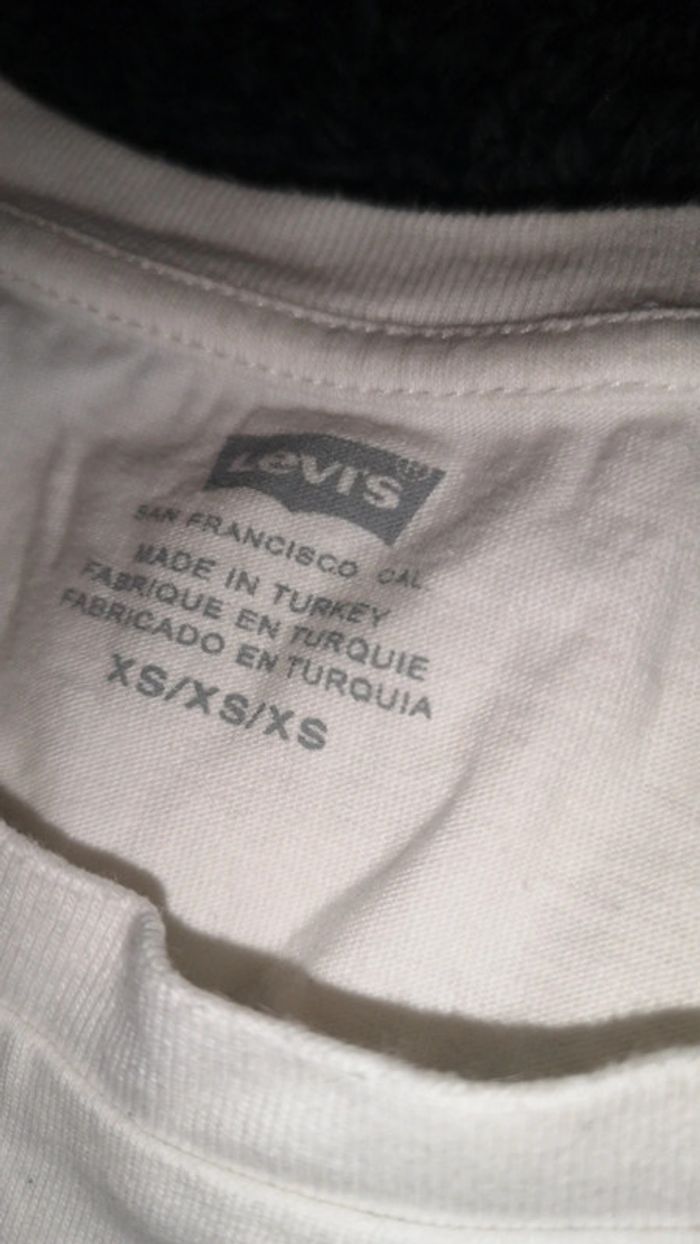 Levi's®
SAN FRANCISCO CAL
MADE IN TURKEY
FABRIQUE EN TURQUIE
FABRICADO EN TURQUIA
XS/XS/XS